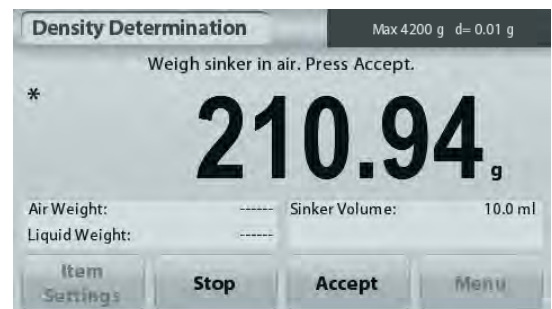 Density Determination
Max 4200 g d= 0.01 g
Weigh sinker in air. Press Accept.
*
210.94 g
Air Weight: ------ Sinker Volume: 10.0 ml
Liquid Weight: ------
Item Settings Stop Accept Menu